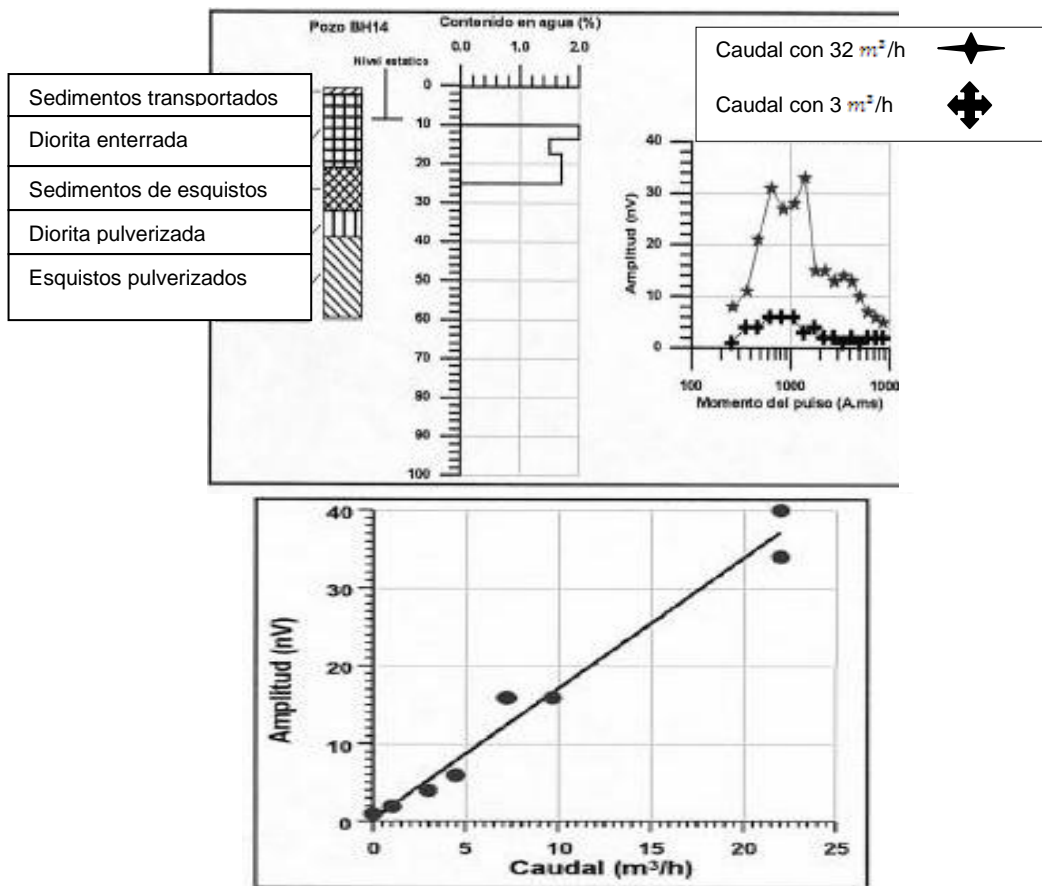 Pozo BH14
Contenido en agua (%)
0.0 1.0 2.0
Nivel estatico
0
10
20
30
40
50
60
70
80
90
100
Sedimentos transportados
Diorita enterrada
Sedimentos de esquistos
Diorita pulverizada
Esquistos pulverizados
Caudal con 32 m²/h
Caudal con 3 m²/h
40
30
20
10
0
Amplitud (nV)
100 1000 1000
Momento del pulso (A.ms)
40
30
20
10
0
Amplitud (nV)
0 5 10 15 20 25
Caudal (m³/h)